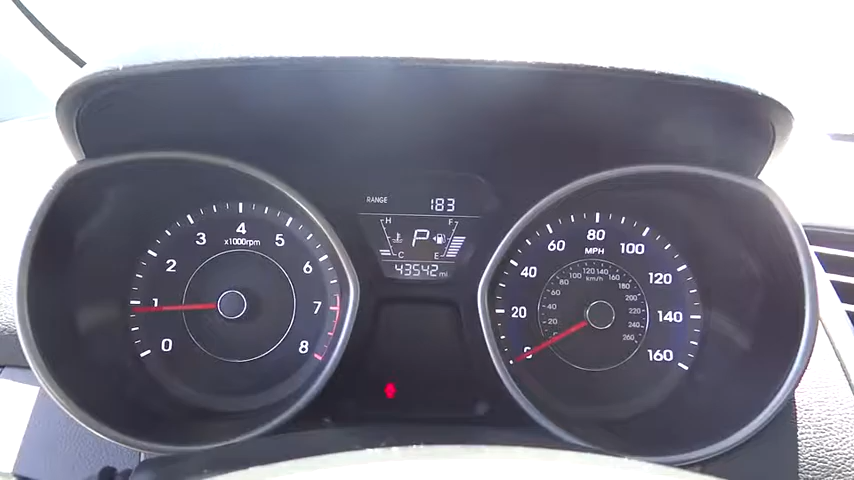 RANGE 183
H F
P
C E
43542 mi
0 1 2 3 4 5 6 7 8
x1000rpm
0 20 40 60 80 100 120 140 160
MPH
20 40 60 80 100 120 140 160 180 200 220 240 260
km/h